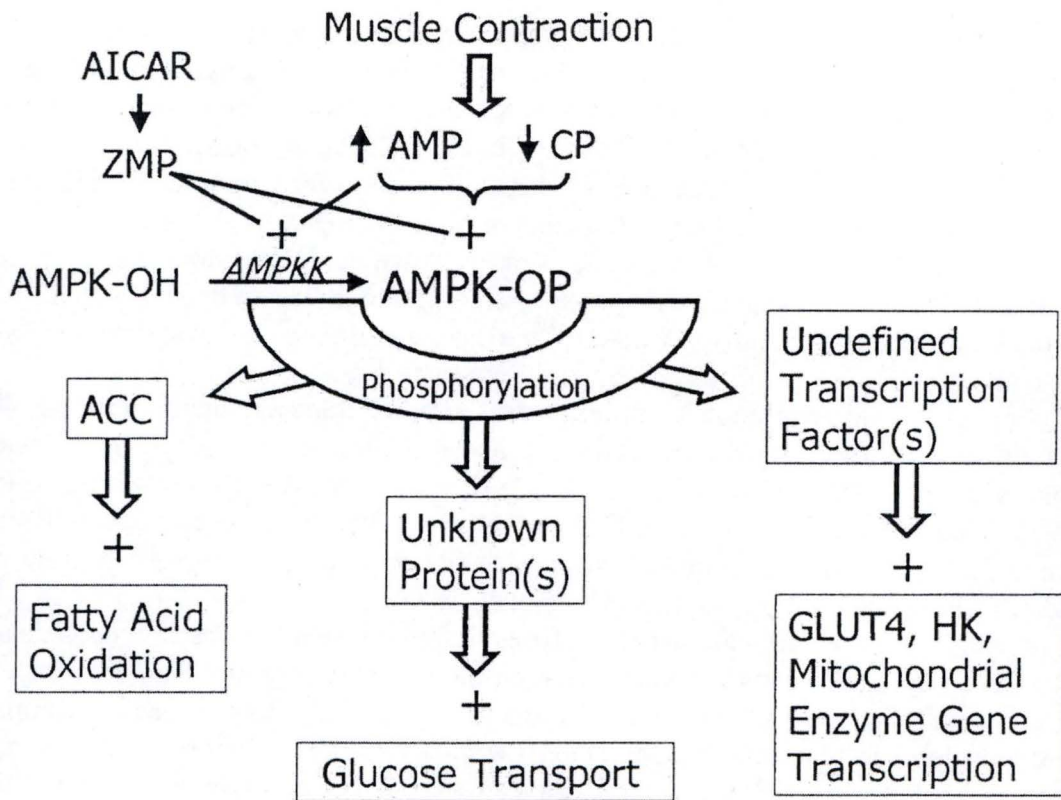 Muscle Contraction
AICAR
AMP
CP
ZMP
+
+
AMPKK
AMPK-OH
AMPK-OP
Phosphorylation
ACC
Undefined
Transcription
Factor(s)
Unknown
Protein(s)
+
+
Fatty Acid
Oxidation
GLUT4, HK,
Mitochondrial
Enzyme Gene
Transcription
+
Glucose Transport